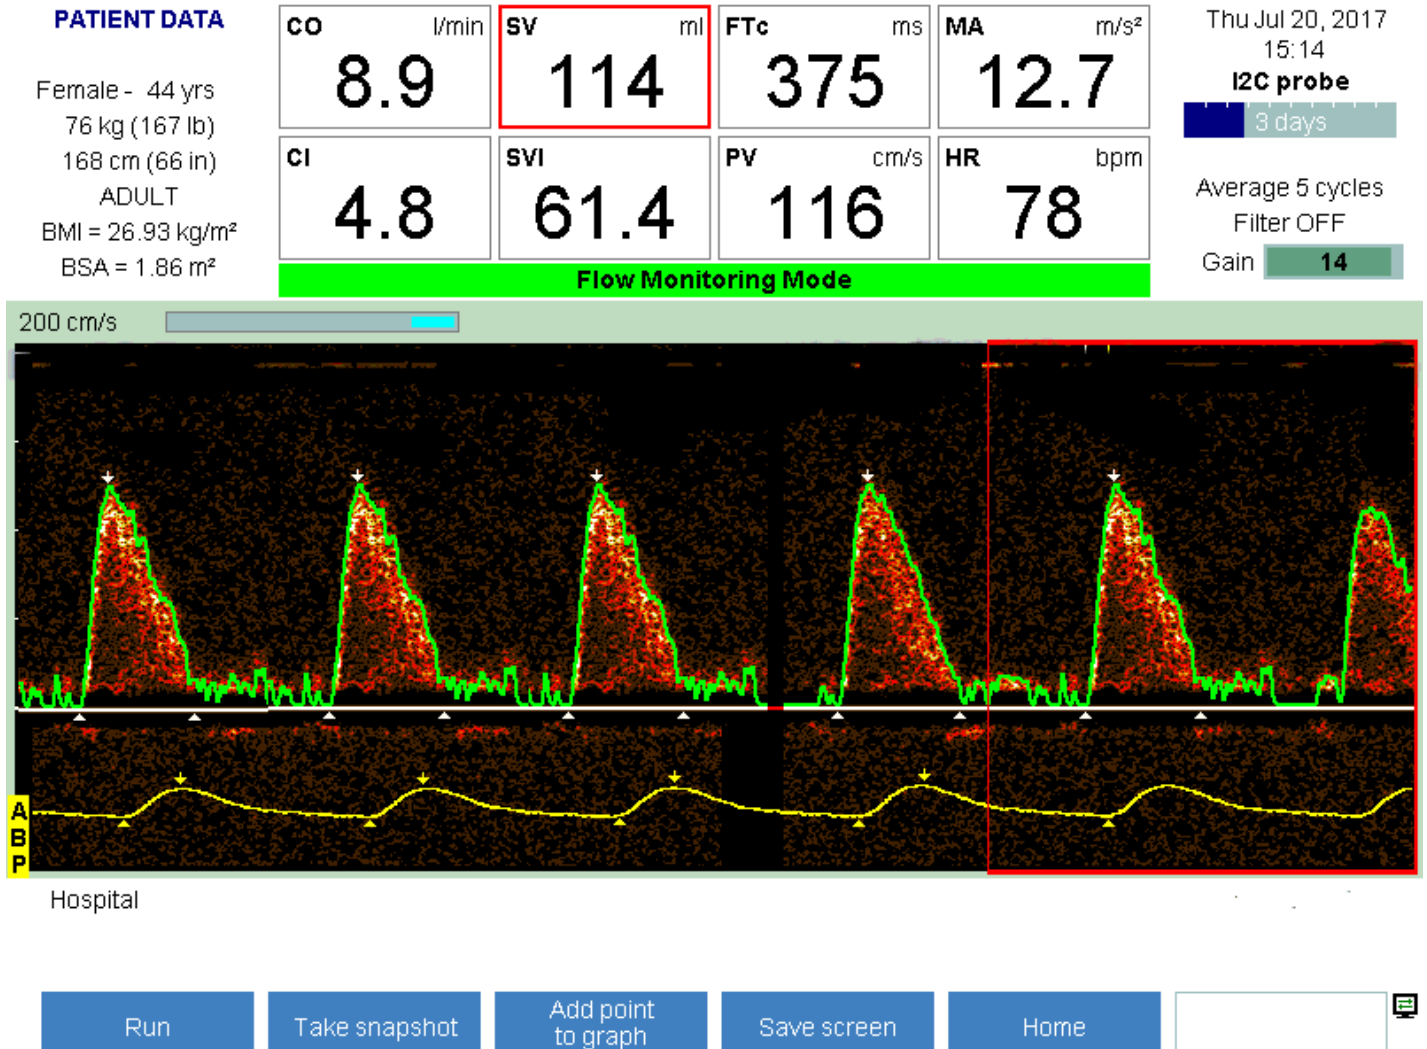 PATIENT DATA
Female - 44 yrs
76 kg (167 lb)
168 cm (66 in)
ADULT
BMI = 26.93 kg/m²
BSA = 1.86 m²
CO l/min
8.9
SV ml
114
FTc ms
375
MA m/s²
12.7
CI
4.8
SVI
61.4
PV cm/s
116
HR bpm
78
Flow Monitoring Mode
Thu Jul 20, 2017
15:14
I2C probe
3 days
Average 5 cycles
Filter OFF
Gain 14
200 cm/s
A
B
P
Hospital
Run
Take snapshot
Add point
to graph
Save screen
Home